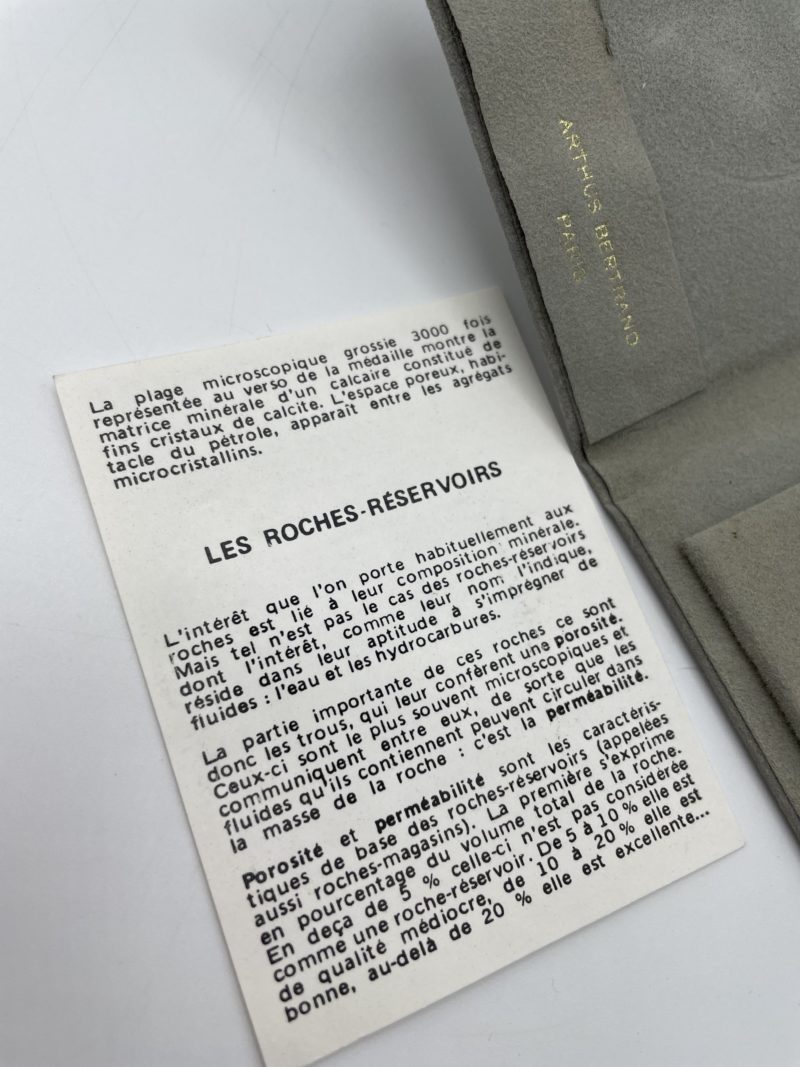 La plage microscopique grossie 3000 fois
représentée au verso de la médaille montre la
matrice minérale d'un calcaire constitué de
fins cristaux de calcite. L'espace poreux, habi-
tacle du pétrole, apparaît entre les agrégats
microcristallins.
LES ROCHES-RÉSERVOIRS
L'intérêt que l'on porte habituellement aux
roches est lié à leur composition minérale.
Mais tel n'est pas le cas des roches-réservoirs
dont l'intérêt, comme leur nom l'indique,
réside dans leur aptitude à s'imprégner de
fluides : l'eau et les hydrocarbures.
La partie importante de ces roches ce sont
donc les trous, qui leur confèrent une porosité.
Ceux-ci sont le plus souvent microscopiques et
communiquent entre eux, de sorte que les
fluides qu'ils contiennent peuvent circuler dans
la masse de la roche : c'est la perméabilité.
Porosité et perméabilité sont les caractéris-
tiques de base des roches-réservoirs (appelées
aussi roches-magasins). La première s'exprime
en pourcentage du volume total de la roche.
En deça de 5 % celle-ci n'est pas considérée
comme une roche-réservoir. De 5 à 10 % elle est
de qualité médiocre, de 10 à 20 % elle est
bonne, au-delà de 20 % elle est excellente...
ARTHUS BERTRAND
PARIS